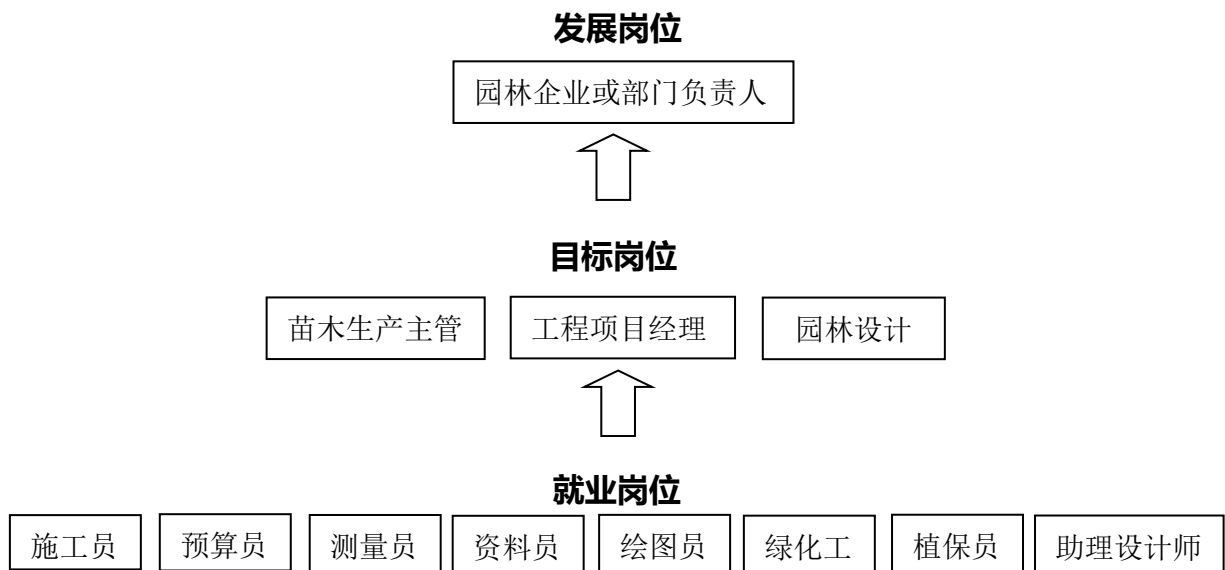 发展岗位
园林企业或部门负责人
目标岗位
苗木生产主管 工程项目经理 园林设计
就业岗位
施工员 预算员 测量员 资料员 绘图员 绿化工 植保员 助理设计师